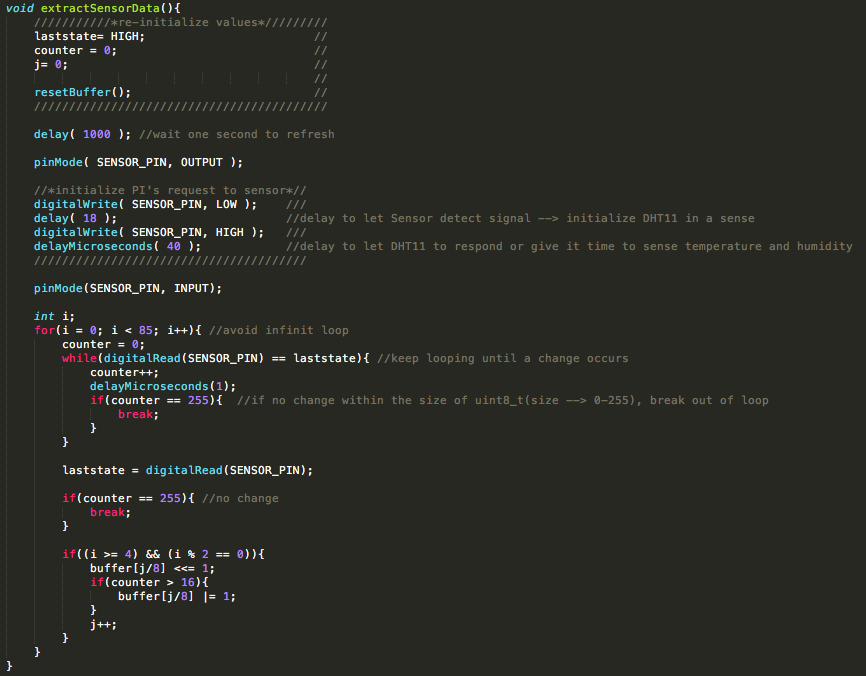 void extractSensorData(){
    ///////////*re-initialize values*/////////
    laststate= HIGH;                        //
    counter = 0;                            //
    j= 0;                                   //
                                            //
    resetBuffer();                          //
    //////////////////////////////////////////

    delay( 1000 ); //wait one second to refresh

    pinMode( SENSOR_PIN, OUTPUT );

    //*initialize PI's request to sensor*//
    digitalWrite( SENSOR_PIN, LOW );    ///
    delay( 18 );                        //delay to let Sensor detect signal --> initialize DHT11 in a sense
    digitalWrite( SENSOR_PIN, HIGH );   ///
    delayMicroseconds( 40 );            //delay to let DHT11 to respond or give it time to sense temperature and humidity
    ///////////////////////////////////////

    pinMode(SENSOR_PIN, INPUT);

    int i;
    for(i = 0; i < 85; i++){ //avoid infinit loop
        counter = 0;
        while(digitalRead(SENSOR_PIN) == laststate){ //keep looping until a change occurs
            counter++;
            delayMicroseconds(1);
            if(counter == 255){  //if no change within the size of uint8_t(size --> 0-255), break out of loop
                break;
            }
        }

        laststate = digitalRead(SENSOR_PIN);

        if(counter == 255){ //no change
            break;
        }

        if((i >= 4) && (i % 2 == 0)){
            buffer[j/8] <<= 1;
            if(counter > 16){
                buffer[j/8] |= 1;
            }
            j++;
        }
    }
}